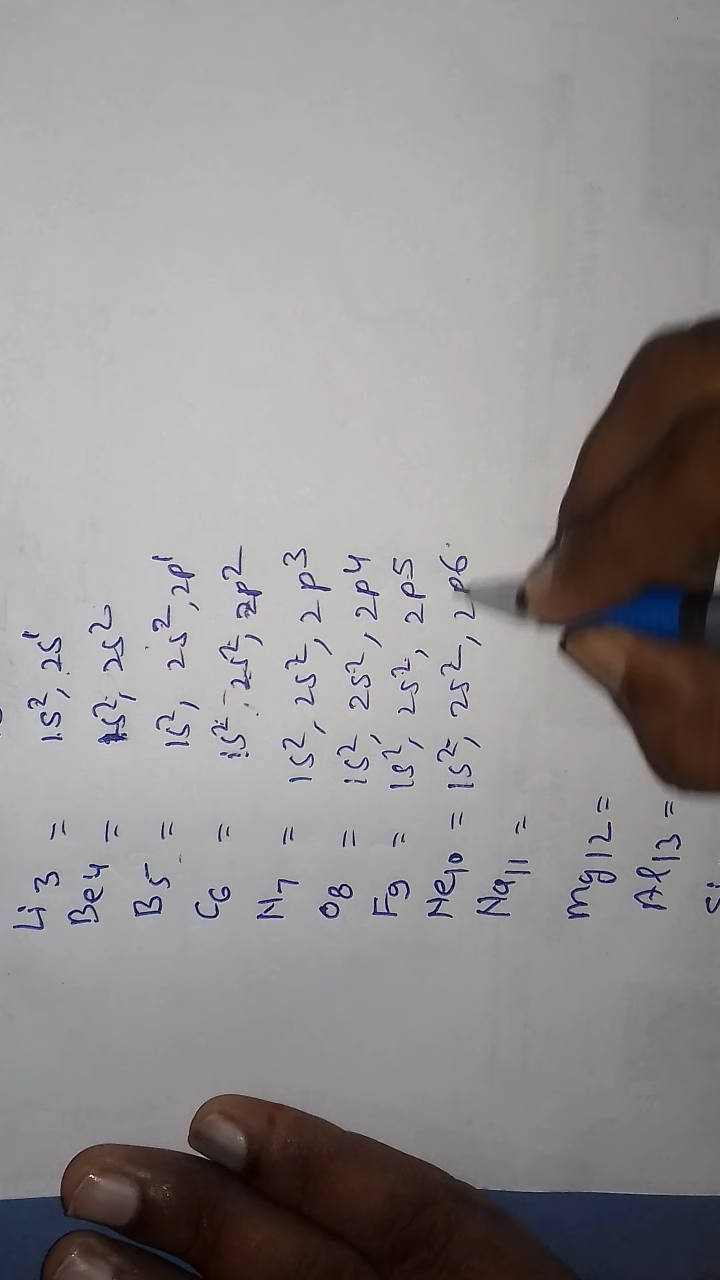 Li3 = 1s², 2s¹
Be4 = 1s², 2s²
B5 = 1s², 2s², 2p¹
C6 = 1s², 2s², 2p2
N7 = 1s², 2s², 2p3
O8 = 1s², 2s², 2p4
F9 = 1s², 2s², 2p5
Ne10 = 1s², 2s², 2p6
Na11 =
Mg12 =
Al13 =
Si